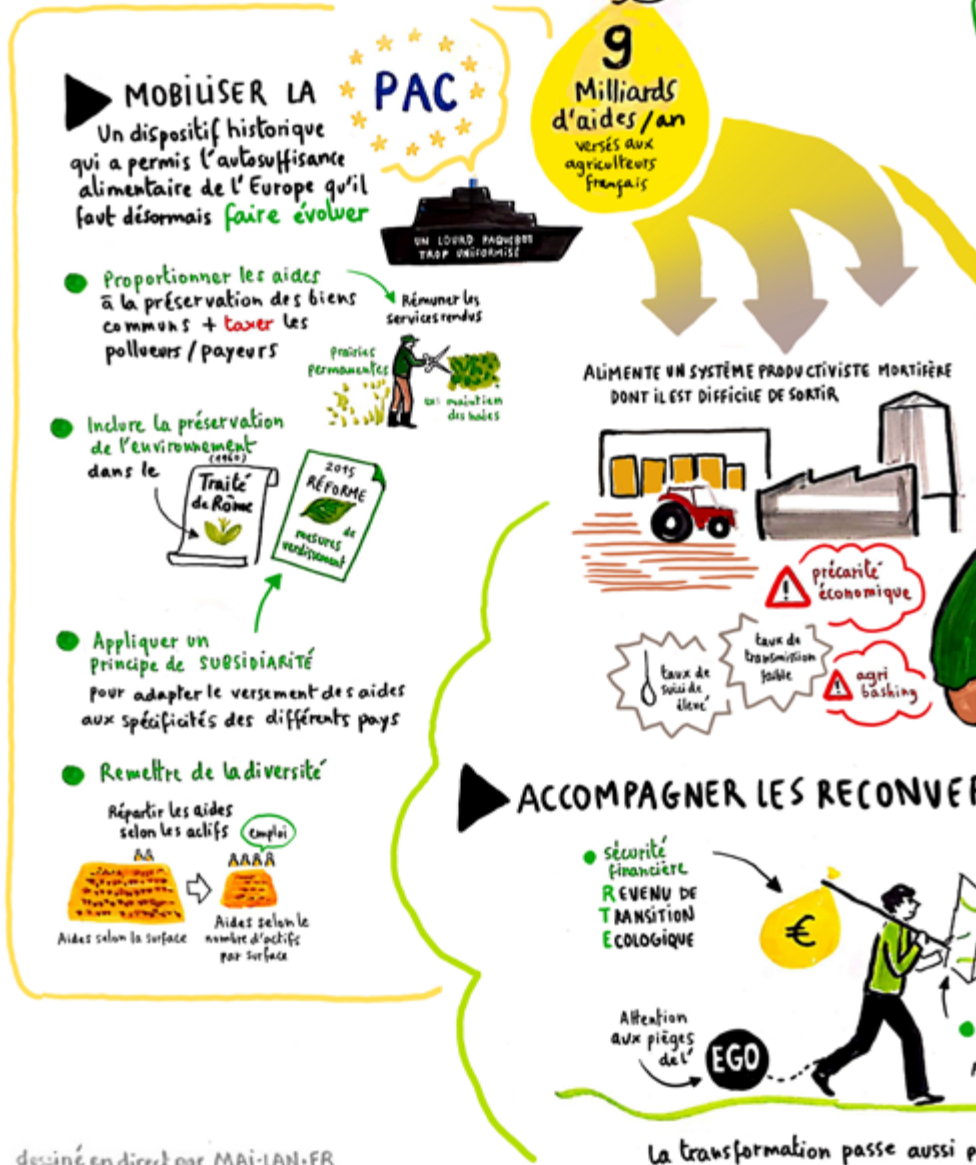 MOBILISER LA
PAC
Un dispositif historique
qui a permis l'autosuffisance
alimentaire de l'Europe qu'il
faut désormais faire évoluer
UN LOURD PAQUEBOT
TROP UNIFORMISÉ
Proportionner les aides
à la préservation des biens
communs + taxer les
pollueurs / payeurs
Rémunérer les
services rendus
Prairies
permanentes
ex: maintien
des haies
Inclure la préservation
de l'environnement
(1960)
dans le
Traité
de Rome
2015
RÉFORME
de
mesures
verdissement
Appliquer un
principe de SUBSIDIARITÉ
pour adapter le versement des aides
aux spécificités des différents pays
Remettre de la diversité
Répartir les aides
selon les actifs
emploi
Aides selon la surface
Aides selon le
nombre d'actifs
par surface
9
Milliards
d'aides / an
versés aux
agriculteurs
français
ALIMENTE UN SYSTÈME PRODUCTIVISTE MORTIFÈRE
DONT IL EST DIFFICILE DE SORTIR
précarité
économique
taux de
transmission
faible
taux de
suicide
élevé
agri
bashing
ACCOMPAGNER LES RECONVE
sécurité
financière
REVENU DE
TRANSITION
ECOLOGIQUE
€
Attention
aux pièges
de l'
EGO
La transformation passe aussi p
dessiné en direct par MAI-LAN.FR